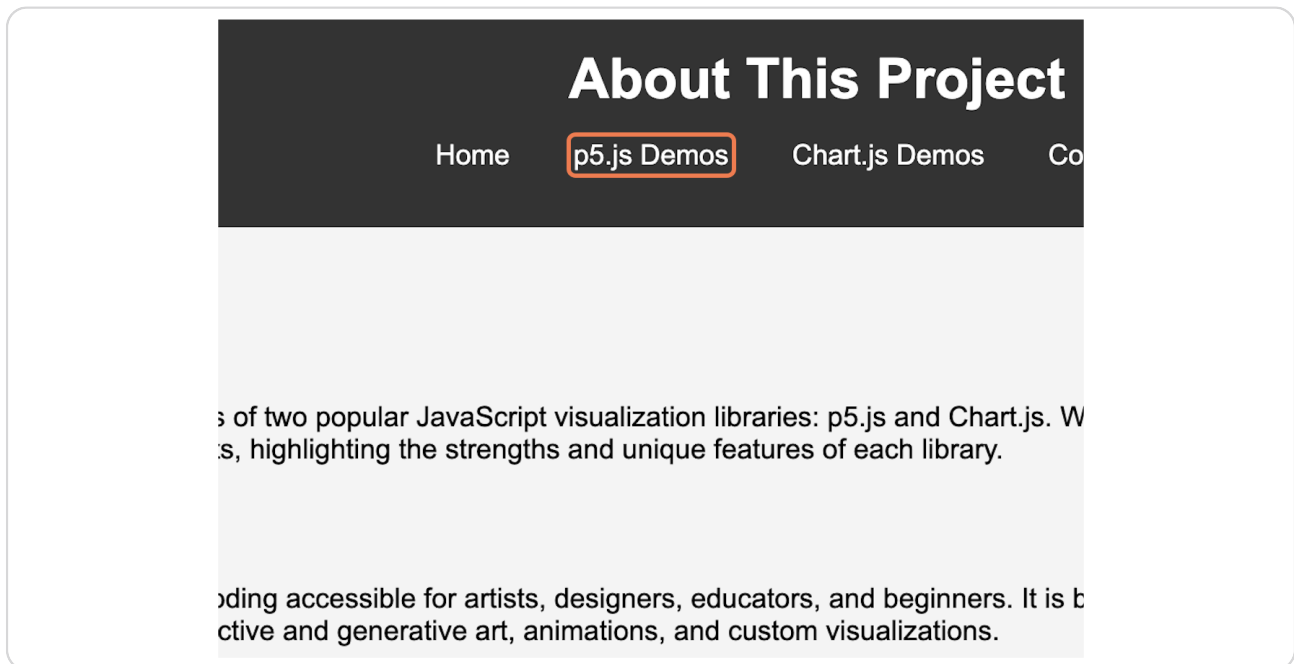 About This Project
Home p5.js Demos Chart.js Demos Co
s of two popular JavaScript visualization libraries: p5.js and Chart.js. W
s, highlighting the strengths and unique features of each library.
oding accessible for artists, designers, educators, and beginners. It is b
ctive and generative art, animations, and custom visualizations.